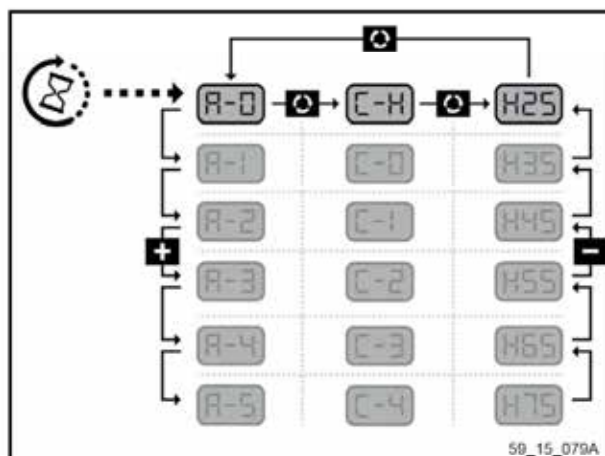 A-0 C-H H25
A-1 C-0 H35
A-2 C-1 H45
+ -
A-3 C-2 H55
A-4 C-3 H65
A-5 C-4 H75
59_15_079A